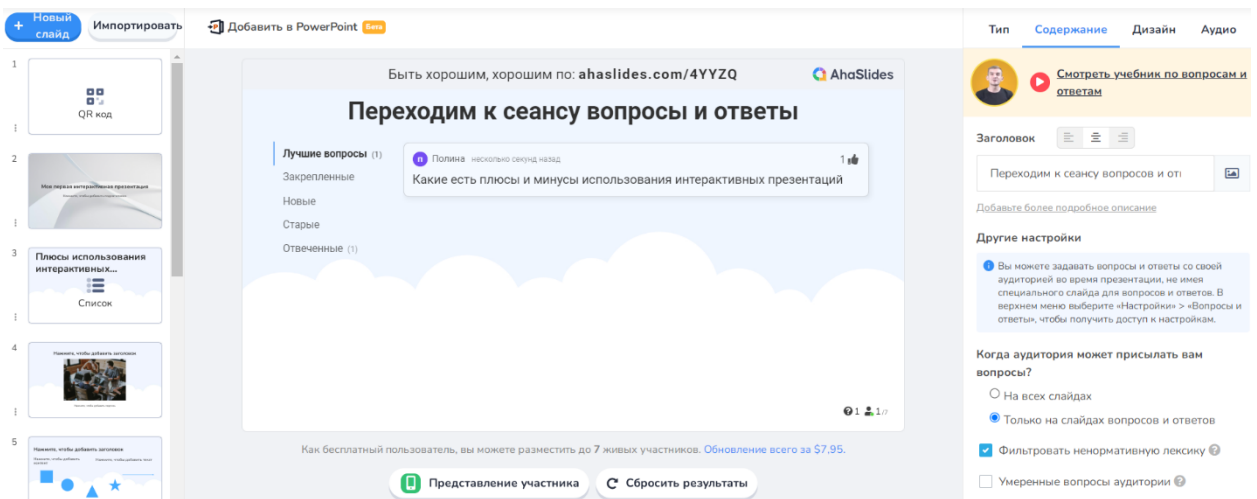 Новый
слайд
Импортировать
Добавить в PowerPoint Бета
Тип Содержание Дизайн Аудио
1
QR код
2
Моя первая интерактивная презентация
3
Плюсы использования
интерактивных...
Список
4
Нажмите, чтобы добавить заголовок
5
Нажмите, чтобы добавить заголовок
Быть хорошим, хорошим по: ahaslides.com/4YYZQ
AhaSlides
Переходим к сеансу вопросы и ответы
Лучшие вопросы (1)
Закрепленные
Новые
Старые
Отвеченные (1)
П Полина несколько секунд назад
1
Какие есть плюсы и минусы использования интерактивных презентаций
1 1/7
Как бесплатный пользователь, вы можете разместить до 7 живых участников. Обновление всего за $7,95.
Представление участника
Сбросить результаты
Смотреть учебник по вопросам и
ответам
Заголовок
Переходим к сеансу вопросов и от
Добавьте более подробное описание
Другие настройки
Вы можете задавать вопросы и ответы со своей
аудиторией во время презентации, не имея
специального слайда для вопросов и ответов. В
верхнем меню выберите «Настройки» > «Вопросы и
ответы», чтобы получить доступ к настройкам.
Когда аудитория может присылать вам
вопросы?
На всех слайдах
Только на слайдах вопросов и ответов
Фильтровать ненормативную лексику
Умеренные вопросы аудитории